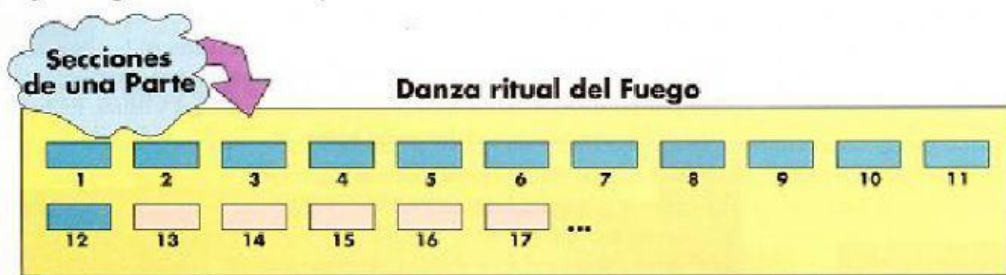 Secciones
de una Parte
Danza ritual del Fuego
1 2 3 4 5 6 7 8 9 10 11
12 13 14 15 16 17 ...